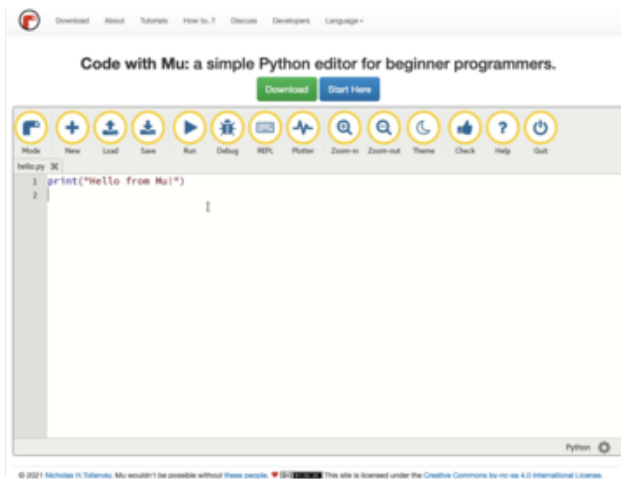 Download About Tutorials How to..? Discuss Developers Language
Code with Mu: a simple Python editor for beginner programmers.
Download Start Here
Mode New Load Save Run Debug REPL Plotter Zoom-in Zoom-out Theme Check Help Quit
hello.py
1 print("Hello from Mu!")
2
Python
© 2021 Nicholas H.Tollervey. Mu wouldn't be possible without these people. This site is licensed under the Creative Commons by-nc-sa 4.0 International License.